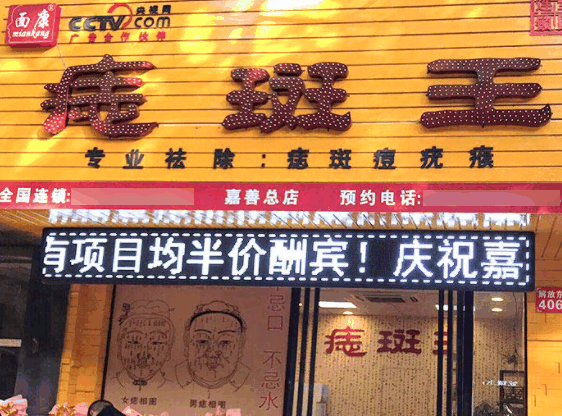 面康
miankang
央视网
CCTV.com
广告合作伙伴
痣斑王
专业祛除：痣斑痘疣瘊
全国连锁:
嘉善总店
预约电话:
项目均半价酬宾！庆祝嘉
忌口 不忌水
女痣相图
男痣相图
痣斑王
解放东
406